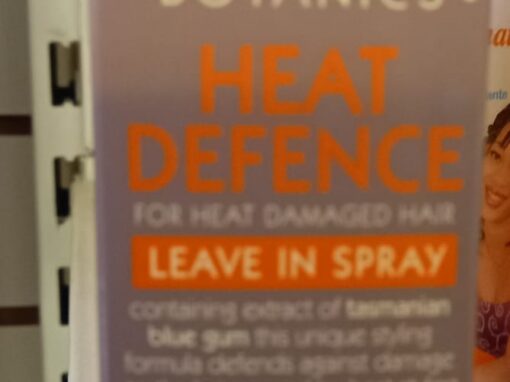 BOTANICS
HEAT
DEFENCE
FOR HEAT DAMAGED HAIR
LEAVE IN SPRAY
containing extract of tasmanian
blue gum this unique styling
formula defends against damage